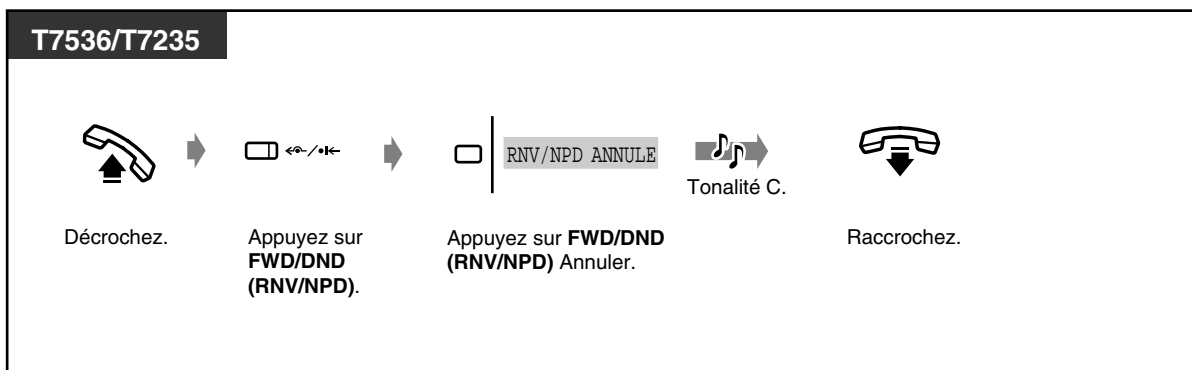 T7536/T7235
RNV/NPD ANNULE
Tonalité C.
Décrochez.
Appuyez sur
FWD/DND
(RNV/NPD).
Appuyez sur FWD/DND
(RNV/NPD) Annuler.
Raccrochez.